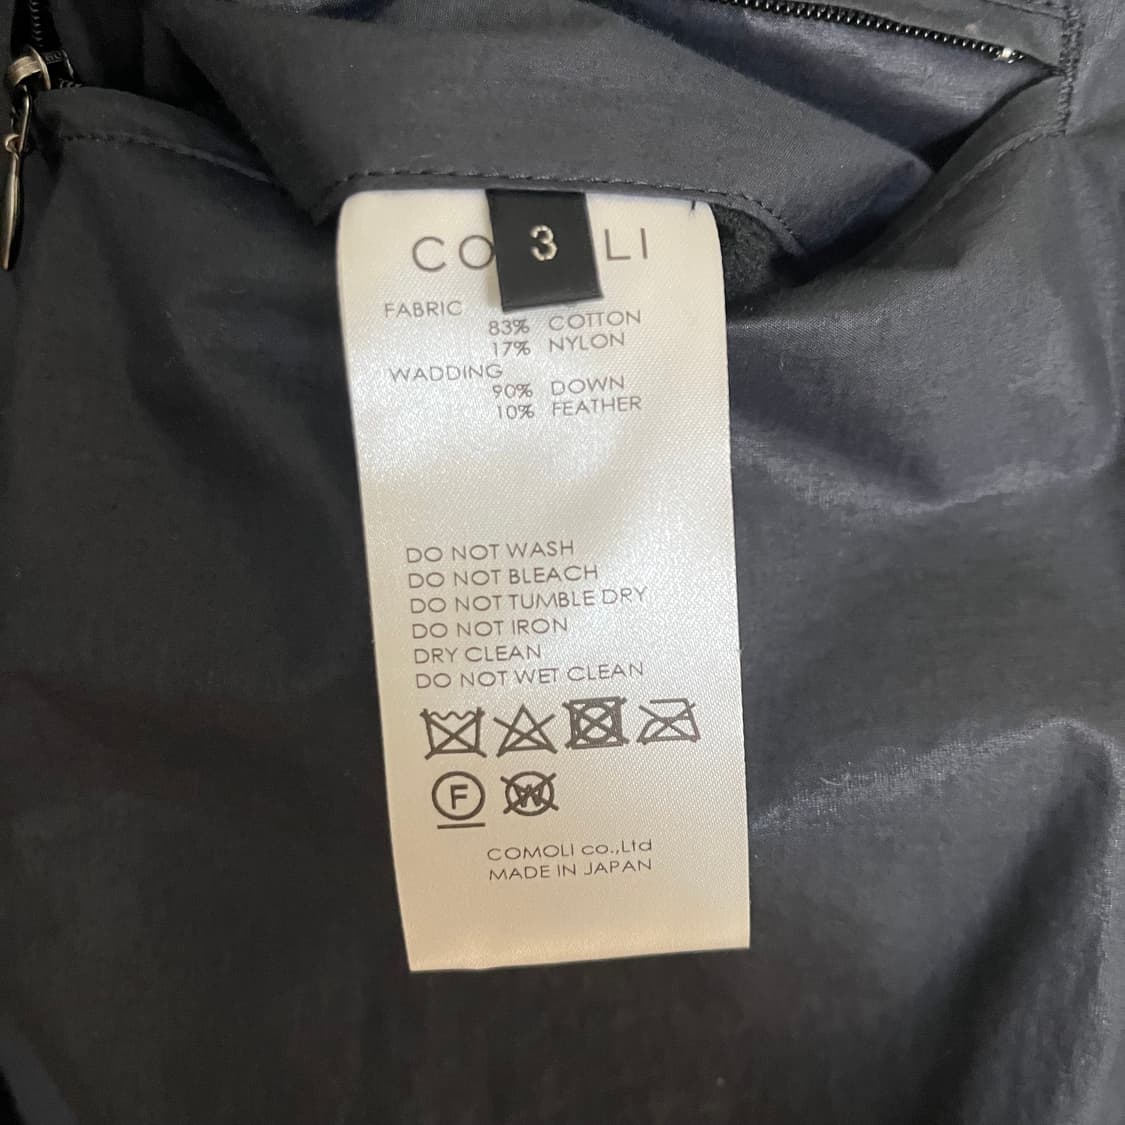 3
CO LI
FABRIC
83% COTTON
17% NYLON
WADDING
90% DOWN
10% FEATHER
DO NOT WASH
DO NOT BLEACH
DO NOT TUMBLE DRY
DO NOT IRON
DRY CLEAN
DO NOT WET CLEAN
F W
COMOLI co.,Ltd
MADE IN JAPAN